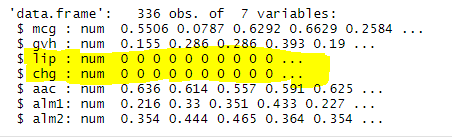 'data.frame':	336 obs. of  7 variables:
 $ mcg : num  0.5506 0.0787 0.6292 0.6629 0.2584 ...
 $ gvh : num  0.155 0.286 0.286 0.393 0.19 ...
 $ lip : num  0 0 0 0 0 0 0 0 0 0 ...
 $ chg : num  0 0 0 0 0 0 0 0 0 0 ...
 $ aac : num  0.636 0.614 0.557 0.591 0.625 ...
 $ alm1: num  0.216 0.33 0.351 0.433 0.227 ...
 $ alm2: num  0.354 0.444 0.465 0.364 0.354 ...